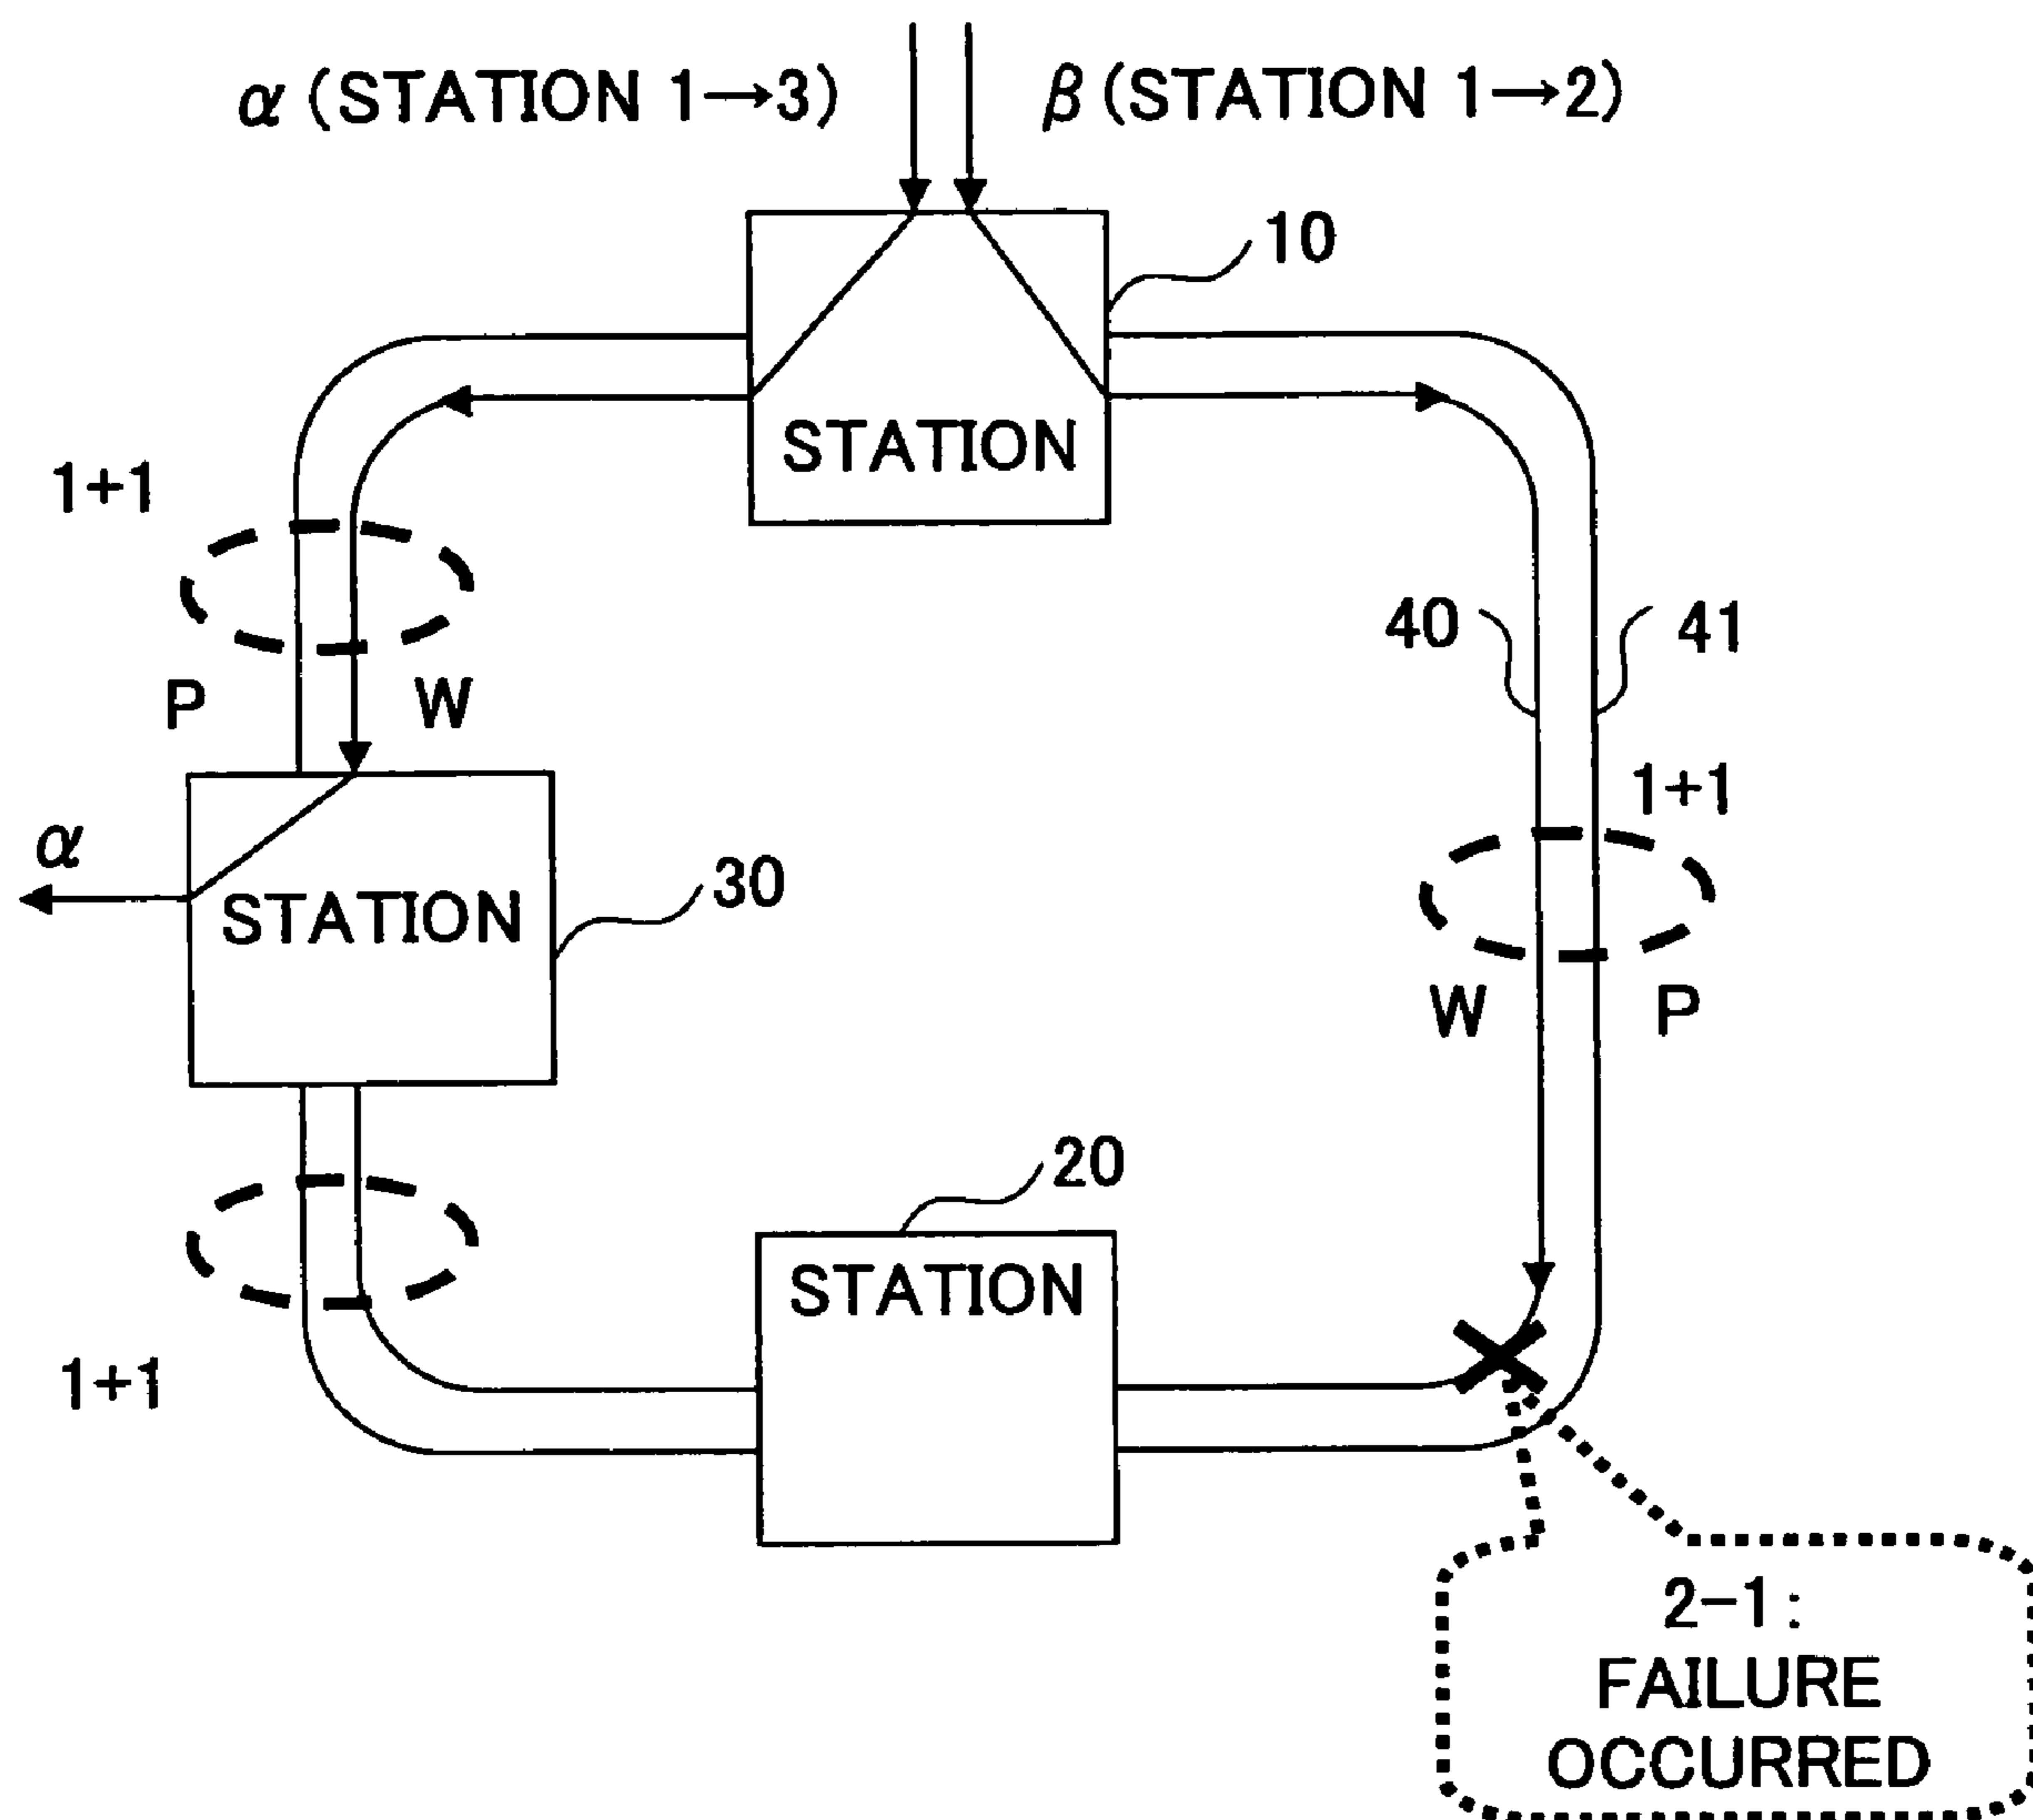 α (STATION 1→3)
β (STATION 1→2)
10
STATION
1+1
40
41
P
W
1+1
α
STATION
30
W
P
20
STATION
1+1
2-1:
FAILURE
OCCURRED